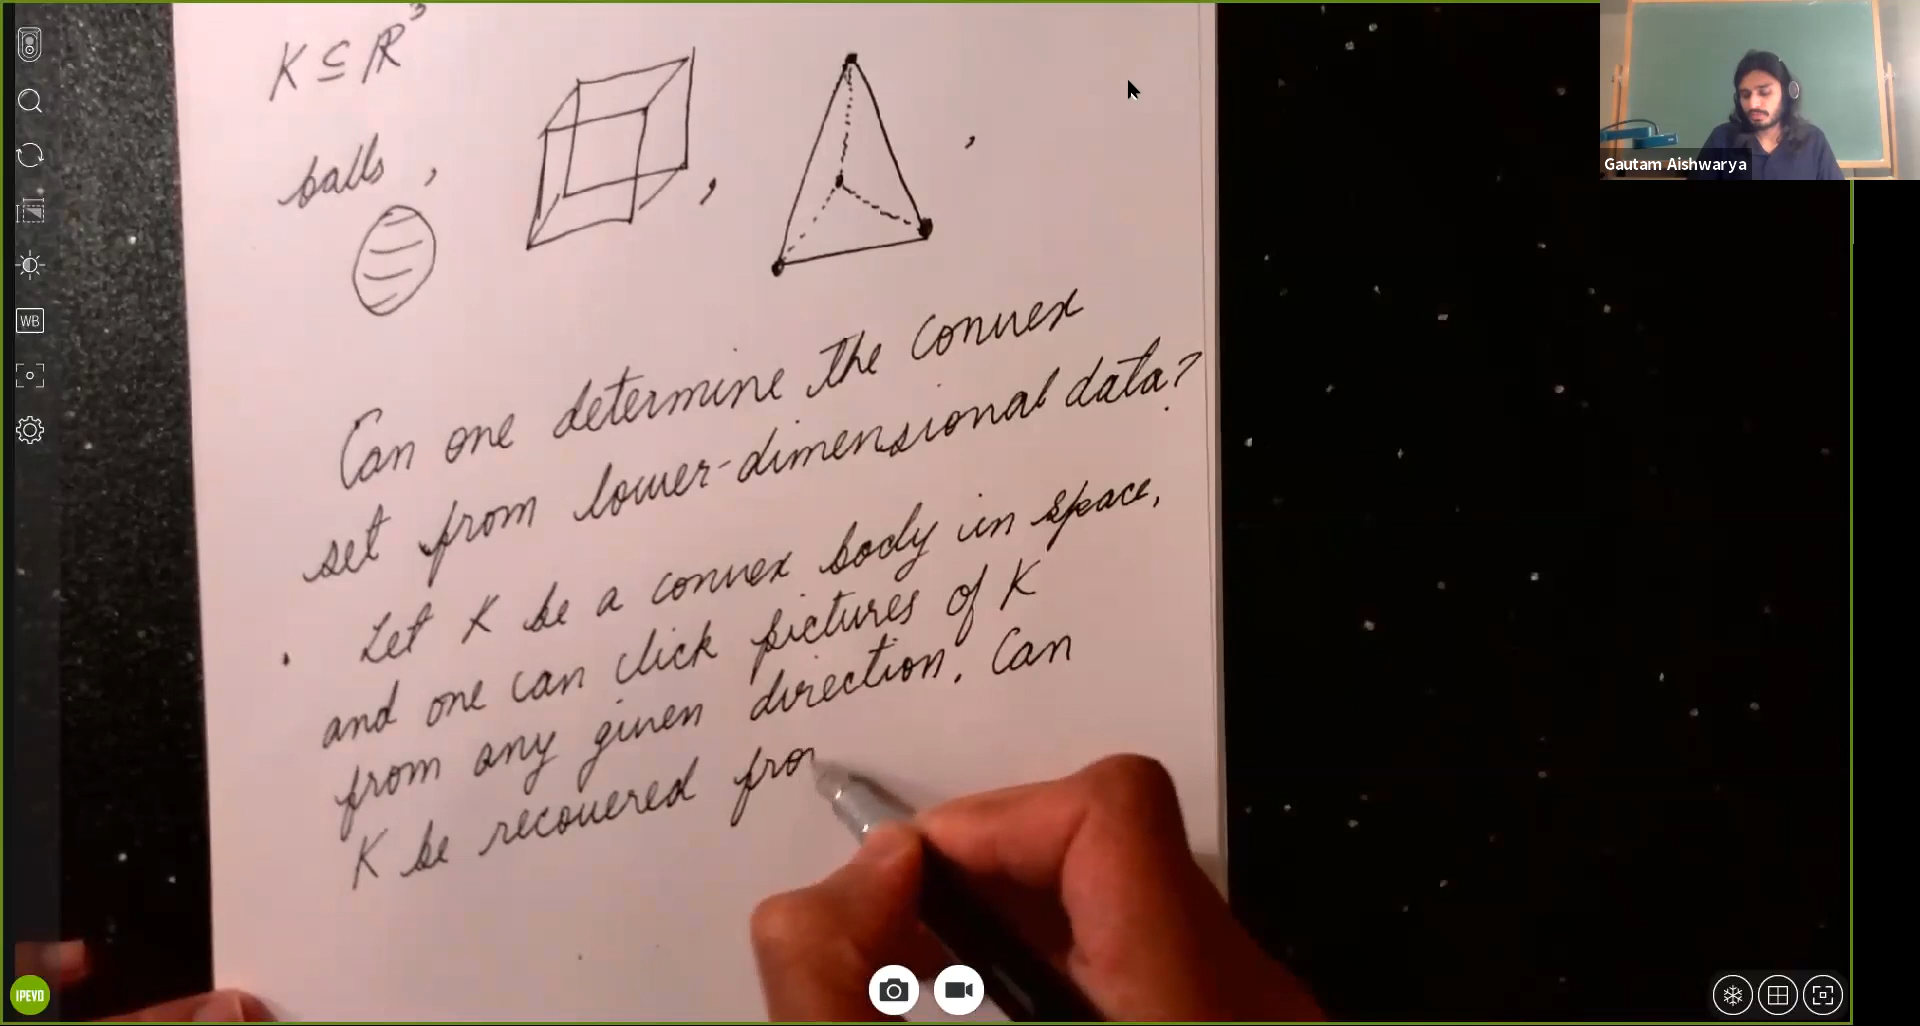 K ⊆ ℝ³
balls ,
, ,
Can one determine the convex
set from lower-dimensional data?
. Let K be a convex body in space,
and one can click pictures of K
from any given direction. Can
K be recovered from
WB
IPEVO
Gautam Aishwarya